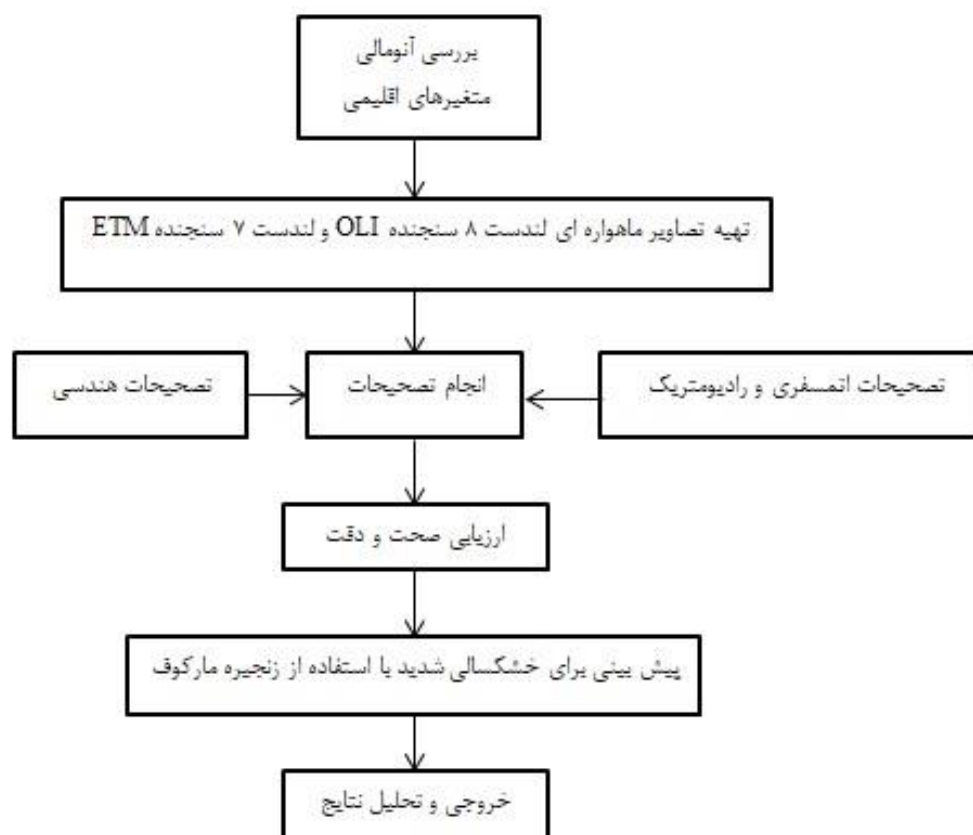 بررسی آنومالی
متغیرهای اقلیمی
تهیه تصاویر ماهواره ای لندست ۸ سنجنده OLI و لندست ۷ سنجنده ETM
تصحیحات اتمسفری و رادیومتریک
انجام تصحیحات
تصحیحات هندسی
ارزیابی صحت و دقت
پیش بینی برای خشکسالی شدید با استفاده از زنجیره مارکوف
خروجی و تحلیل نتایج